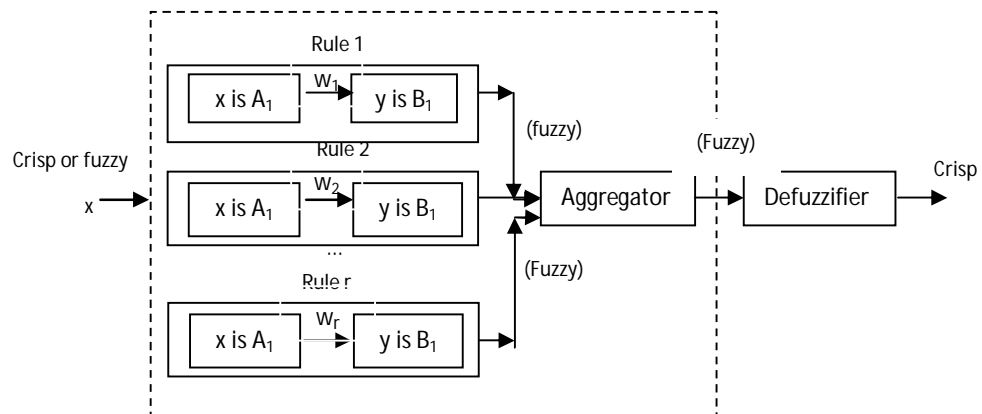 Rule 1
x is A₁
w₁
y is B₁
(fuzzy)
Rule 2
x is A₁
w₂
y is B₁
...
Rule r
x is A₁
wᵣ
y is B₁
(Fuzzy)
Crisp or fuzzy
x
Aggregator
(Fuzzy)
Defuzzifier
Crisp